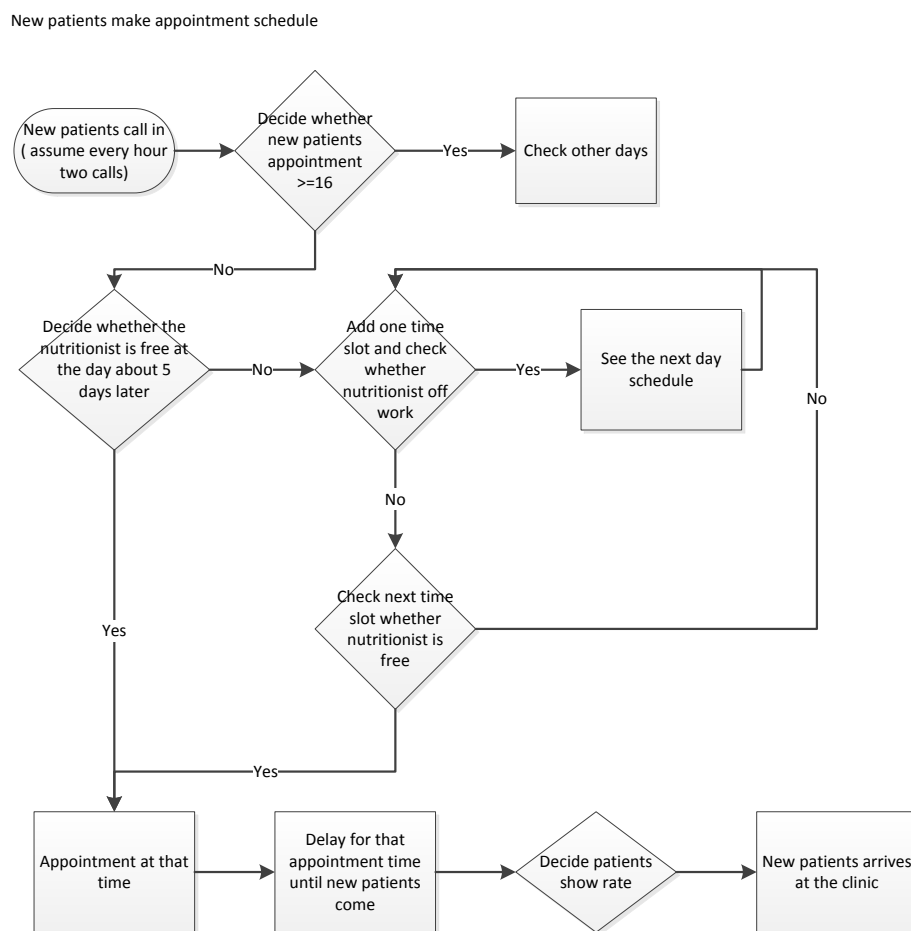 New patients make appointment schedule
New patients call in
( assume every hour
two calls)
Decide whether
new patients
appointment
>=16
Yes
Check other days
No
Decide whether the
nutritionist is free at
the day about 5
days later
No
Add one time
slot and check
whether
nutritionist off
work
Yes
See the next day
schedule
No
No
Check next time
slot whether
nutritionist is
free
Yes
Yes
Appointment at that
time
Delay for that
appointment time
until new patients
come
Decide patients
show rate
New patients arrives
at the clinic